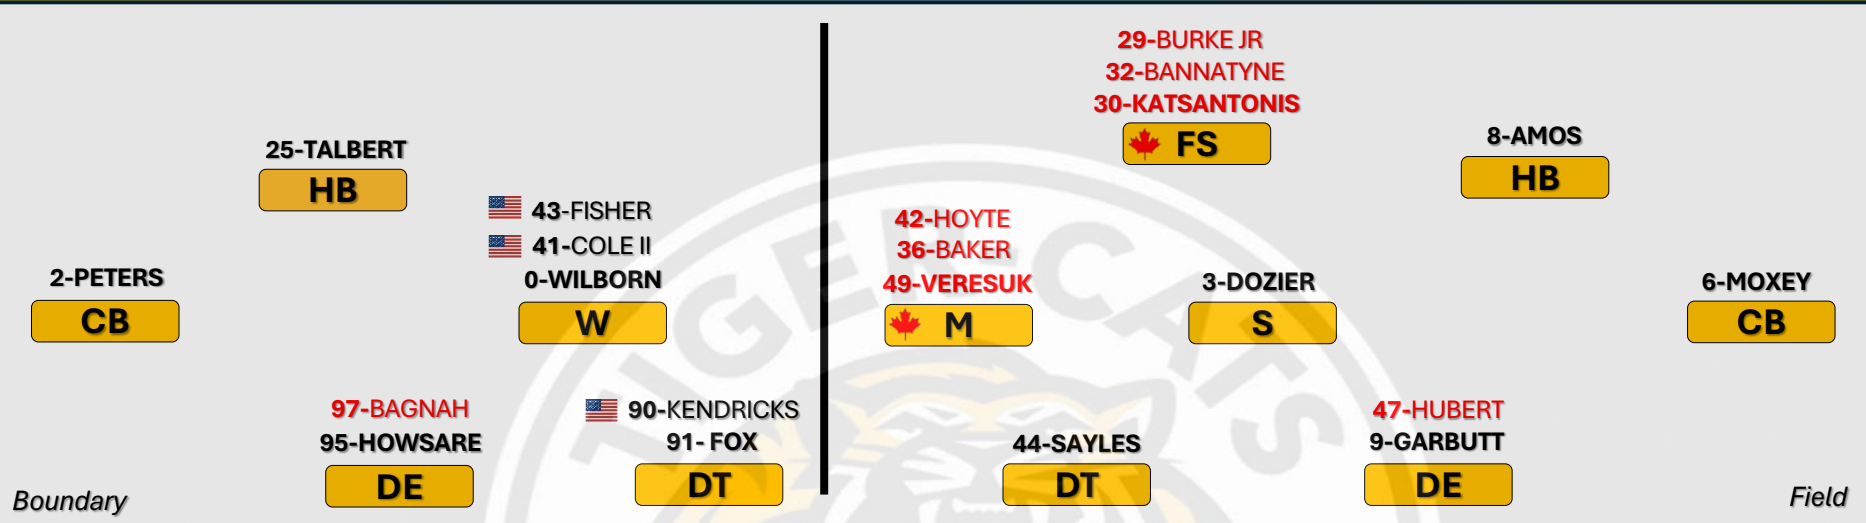 29-BURKE JR
32-BANNATYNE
30-KATSANTONIS
FS
25-TALBERT
HB
8-AMOS
HB
43-FISHER
41-COLE II
0-WILBORN
W
42-HOYTE
36-BAKER
49-VERESUK
M
2-PETERS
CB
3-DOZIER
S
6-MOXEY
CB
97-BAGNAH
95-HOWSARE
DE
90-KENDRICKS
91- FOX
DT
44-SAYLES
DT
47-HUBERT
9-GARBUTT
DE
Boundary
Field
TIGER-CATS